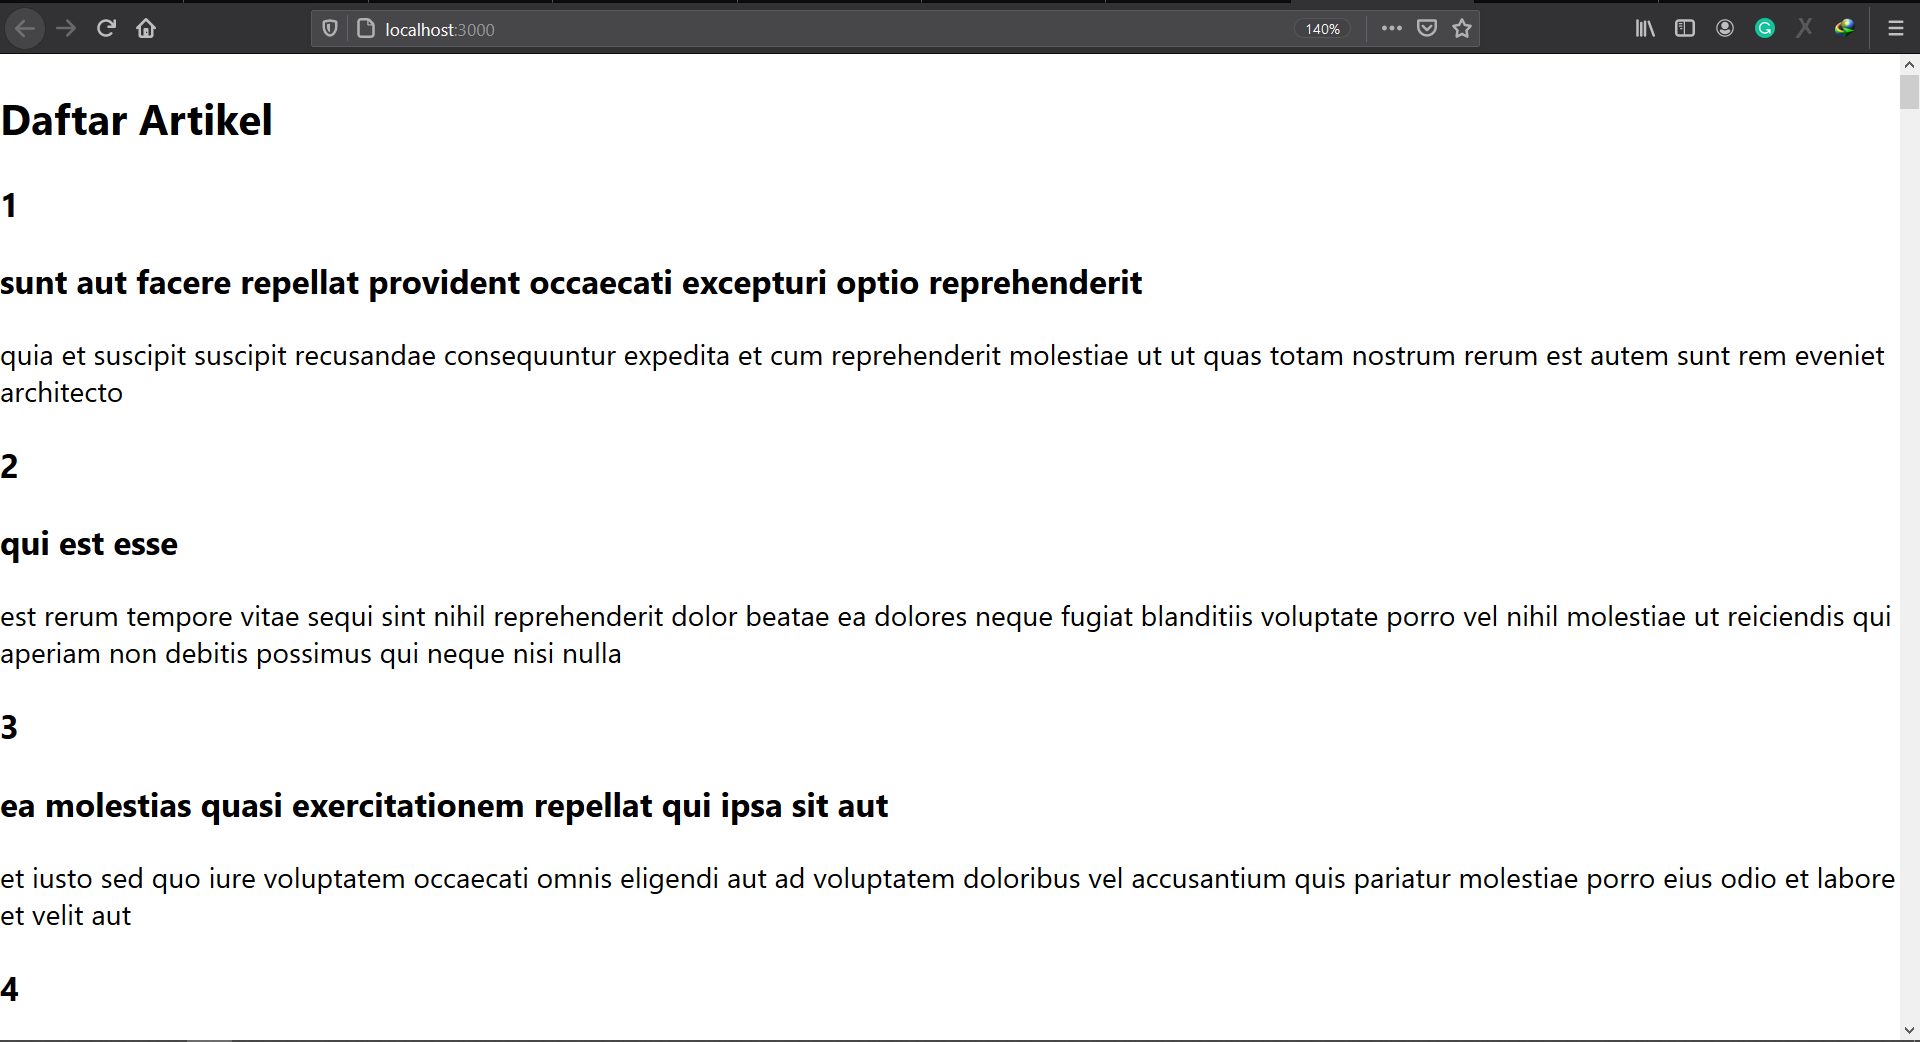 localhost:3000
140%
Daftar Artikel
1
sunt aut facere repellat provident occaecati excepturi optio reprehenderit
quia et suscipit suscipit recusandae consequuntur expedita et cum reprehenderit molestiae ut ut quas totam nostrum rerum est autem sunt rem eveniet
architecto
2
qui est esse
est rerum tempore vitae sequi sint nihil reprehenderit dolor beatae ea dolores neque fugiat blanditiis voluptate porro vel nihil molestiae ut reiciendis qui
aperiam non debitis possimus qui neque nisi nulla
3
ea molestias quasi exercitationem repellat qui ipsa sit aut
et iusto sed quo iure voluptatem occaecati omnis eligendi aut ad voluptatem doloribus vel accusantium quis pariatur molestiae porro eius odio et labore
et velit aut
4